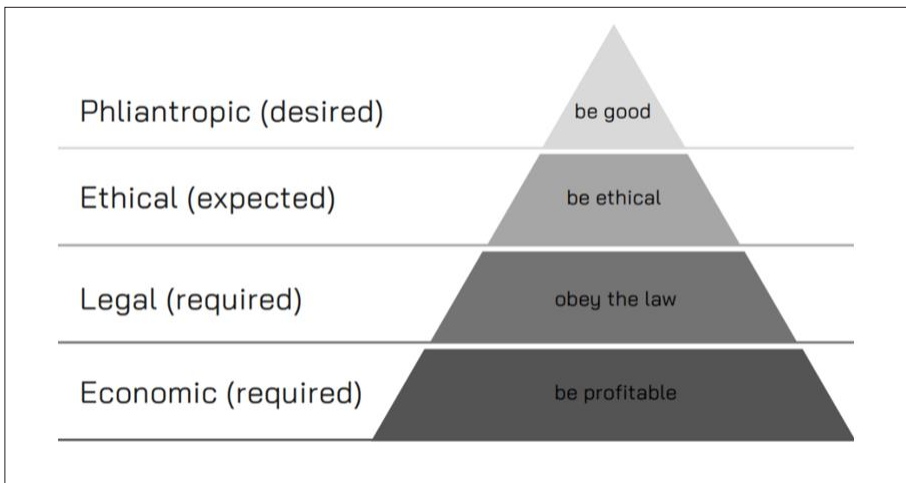 Phliantropic (desired)
be good
Ethical (expected)
be ethical
Legal (required)
obey the law
Economic (required)
be profitable